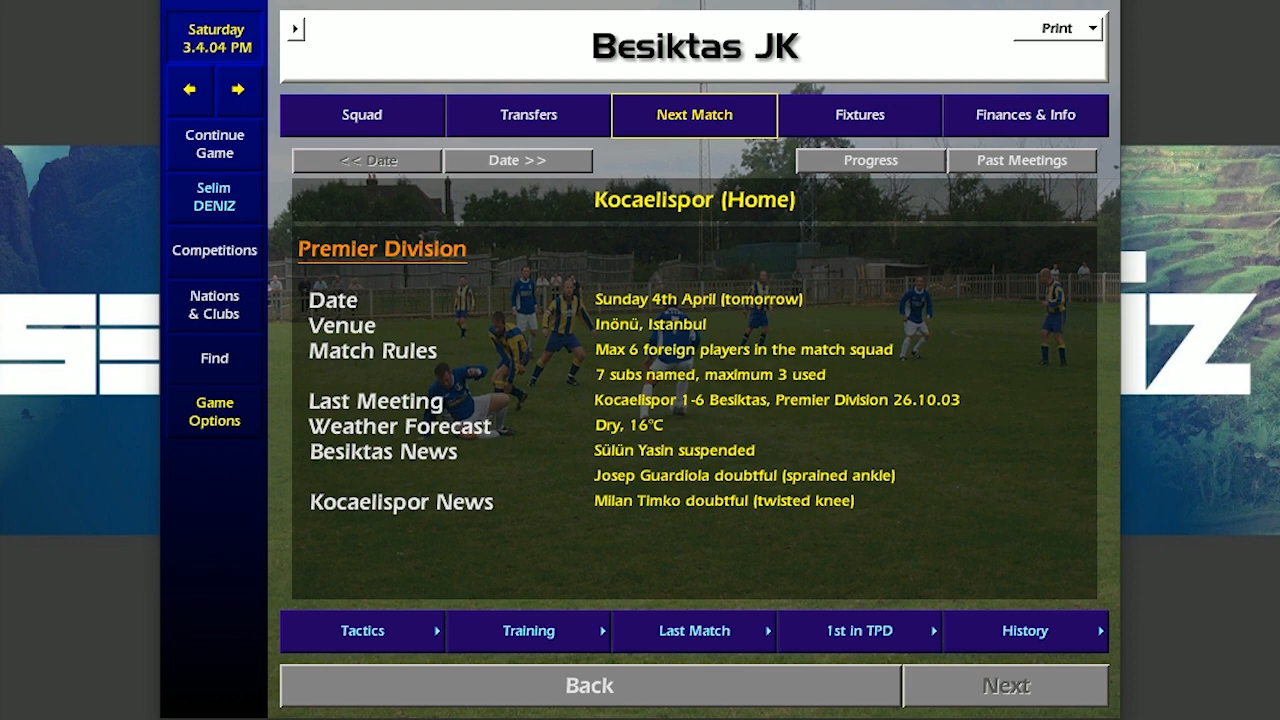 Saturday
3.4.04 PM
Continue
Game
Selim
DENIZ
Competitions
Nations
& Clubs
Find
Game
Options
Besiktas JK
Print
Squad
Transfers
Next Match
Fixtures
Finances & Info
<< Date
Date >>
Progress
Past Meetings
Kocaelispor (Home)
Premier Division
Date
Sunday 4th April (tomorrow)
Venue
Inönü, Istanbul
Match Rules
Max 6 foreign players in the match squad
7 subs named, maximum 3 used
Last Meeting
Kocaelispor 1-6 Besiktas, Premier Division 26.10.03
Weather Forecast
Dry, 16°C
Besiktas News
Sülün Yasin suspended
Josep Guardiola doubtful (sprained ankle)
Kocaelispor News
Milan Timko doubtful (twisted knee)
Tactics
Training
Last Match
1st in TPD
History
Back
Next